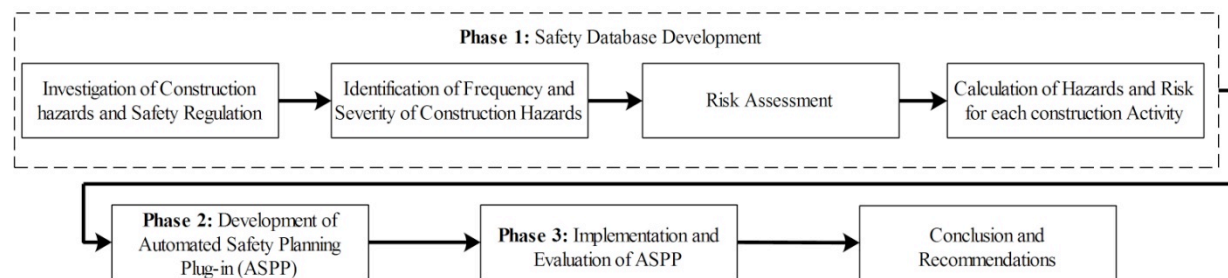 Phase 1: Safety Database Development
Investigation of Construction
hazards and Safety Regulation
Identification of Frequency and
Severity of Construction Hazards
Risk Assessment
Calculation of Hazards and Risk
for each construction Activity
Phase 2: Development of
Automated Safety Planning
Plug-in (ASPP)
Phase 3: Implementation and
Evaluation of ASPP
Conclusion and
Recommendations